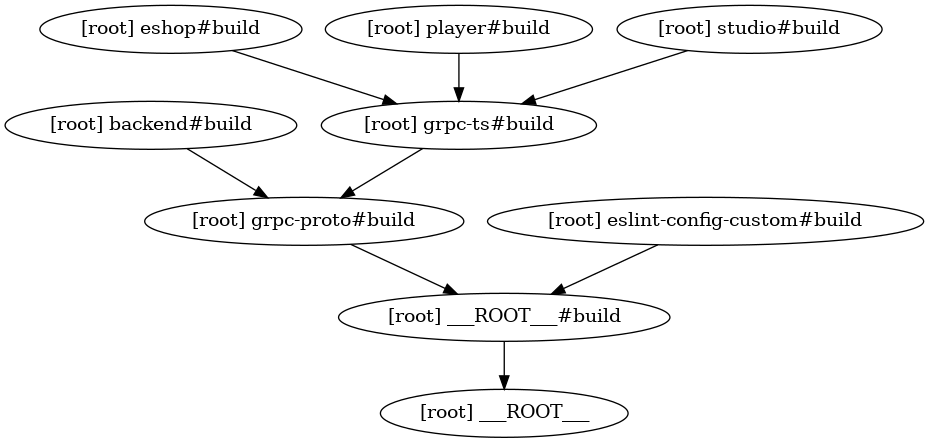 [root] eshop#build
[root] player#build
[root] studio#build
[root] backend#build
[root] grpc-ts#build
[root] grpc-proto#build
[root] eslint-config-custom#build
[root] ___ROOT___#build
[root] ___ROOT___